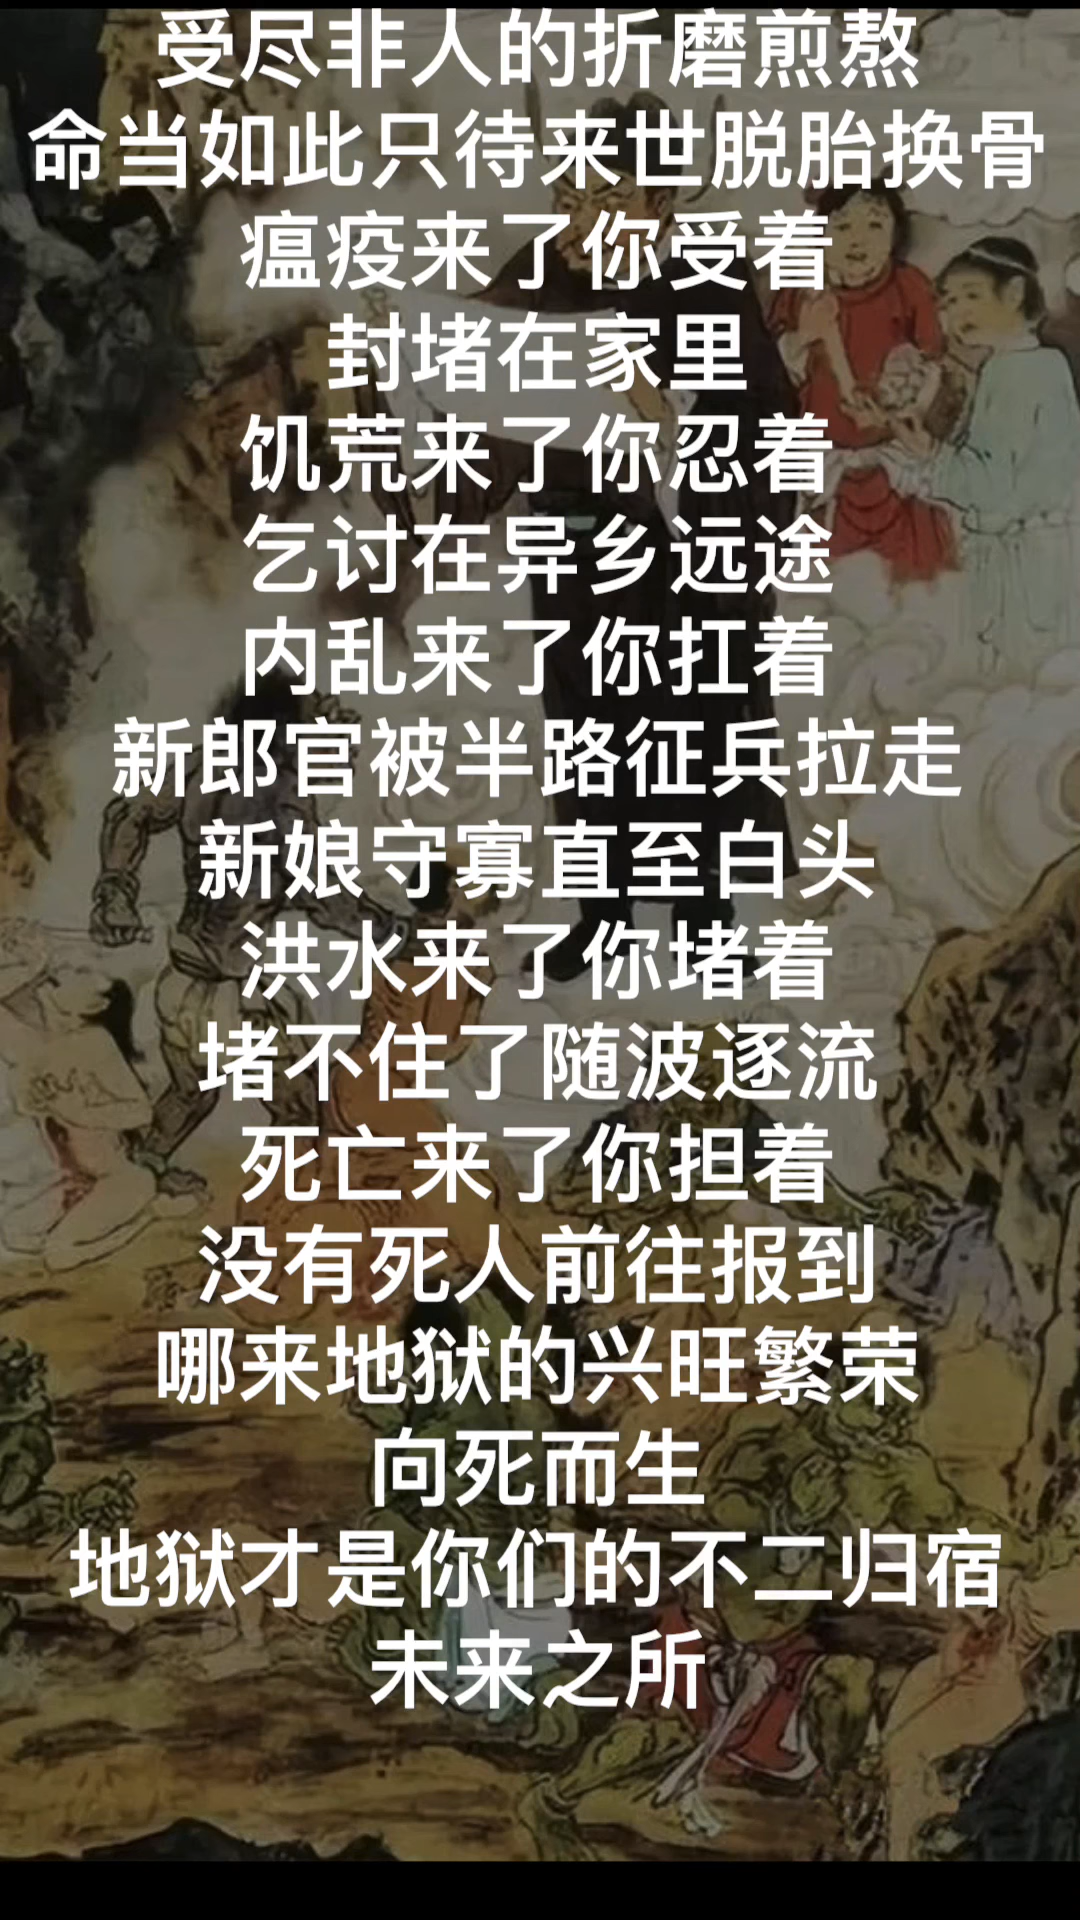 受尽非人的折磨煎熬
命当如此只待来世脱胎换骨
瘟疫来了你受着
封堵在家里
饥荒来了你忍着
乞讨在异乡远途
内乱来了你扛着
新郎官被半路征兵拉走
新娘守寡直至白头
洪水来了你堵着
堵不住了随波逐流
死亡来了你担着
没有死人前往报到
哪来地狱的兴旺繁荣
向死而生
地狱才是你们的不二归宿
未来之所